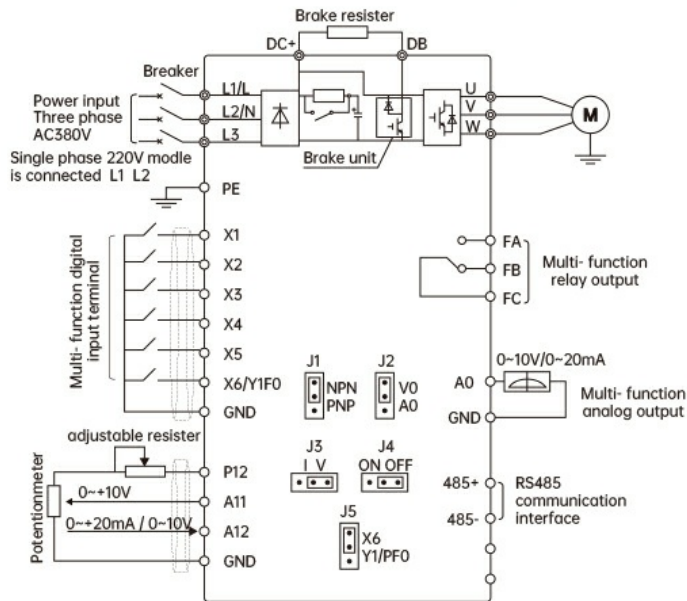 Brake resister
DC+ DB
Breaker
L1/L
L2/N
L3
Power input
Three phase
AC380V
Single phase 220V modle
is connected L1 L2
U
V
W
M
Brake unit
PE
Multi- function digital
input terminal
X1
X2
X3
X4
X5
X6/Y1F0
GND
FA
FB
FC
Multi- function
relay output
J1
NPN
PNP
J2
V0
A0
0~10V/0~20mA
A0
GND
Multi- function
analog output
adjustable resister
Potentionmeter
P12
0~+10V
A11
0~+20mA / 0~10V
A12
GND
J3
I V
J4
ON OFF
J5
X6
Y1/PF0
485+
485-
RS485
communication
interface